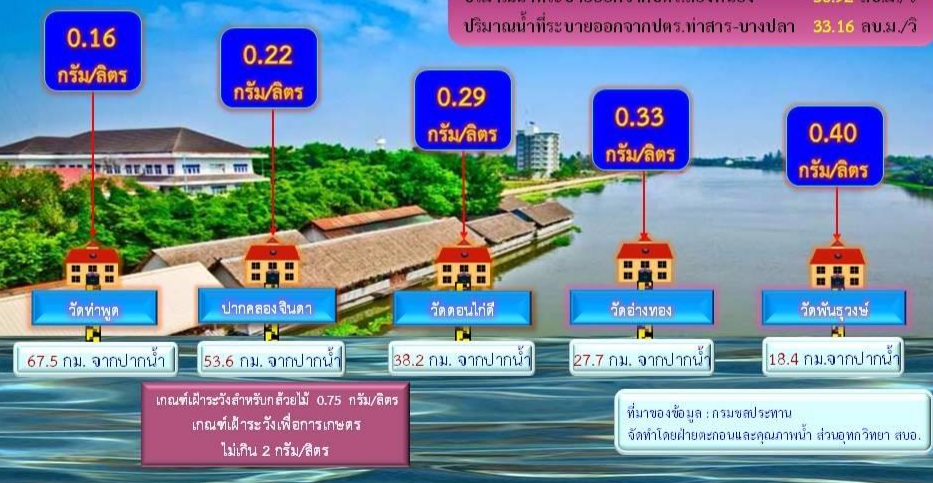 ปริมาณน้ำที่ระบายออกจากปตร.ท่าสาร-บางปลา 33.16 ลบ.ม./วิ
0.16
กรัม/ลิตร
0.22
กรัม/ลิตร
0.29
กรัม/ลิตร
0.33
กรัม/ลิตร
0.40
กรัม/ลิตร
วัดท่าพูด
ปากคลองจินดา
วัดดอนไก่ดี
วัดอ่างทอง
วัดพันธุวงษ์
67.5 กม. จากปากน้ำ
53.6 กม. จากปากน้ำ
38.2 กม. จากปากน้ำ
27.7 กม. จากปากน้ำ
18.4 กม.จากปากน้ำ
เกณฑ์เฝ้าระวังสำหรับกล้วยไม้ 0.75 กรัม/ลิตร
เกณฑ์เฝ้าระวังเพื่อการเกษตร
ไม่เกิน 2 กรัม/ลิตร
ที่มาของข้อมูล : กรมชลประทาน
จัดทำโดยฝ่ายตะกอนและคุณภาพน้ำ ส่วนอุทกวิทยา สบอ.